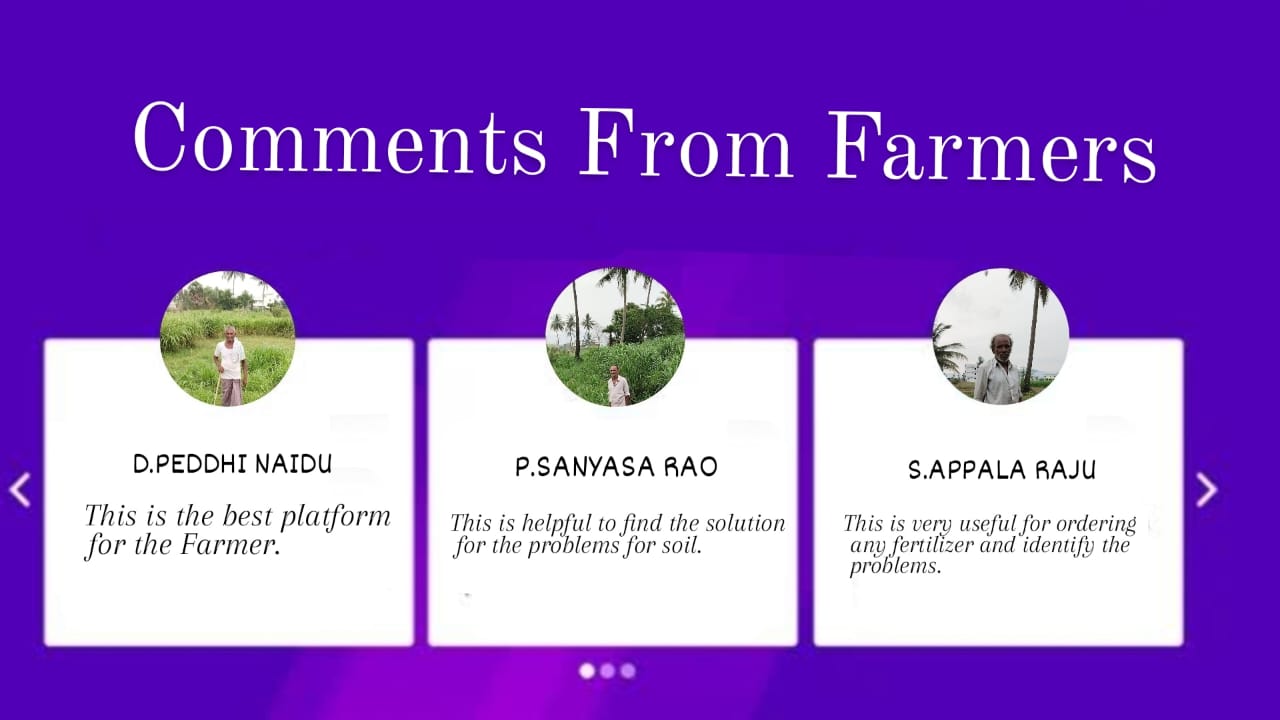 Comments From Farmers
D.PEDDHI NAIDU
This is the best platform
for the Farmer.
P.SANYASA RAO
This is helpful to find the solution
for the problems for soil.
S.APPALA RAJU
This is very useful for ordering
any fertilizer and identify the
problems.